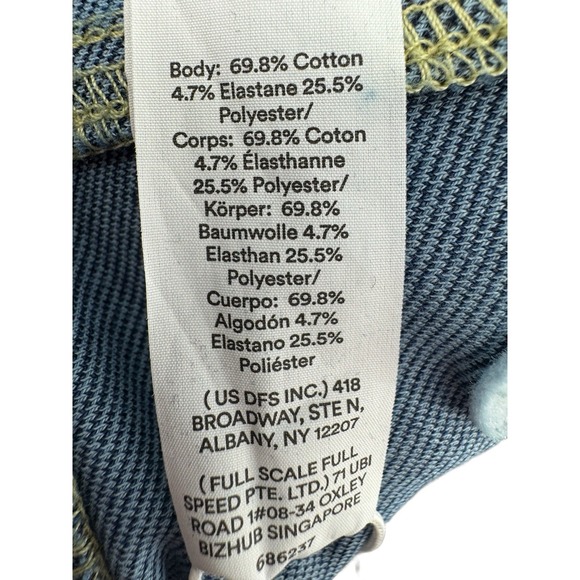 Body: 69.8% Cotton
4.7% Elastane 25.5%
Polyester/
Corps: 69.8% Coton
4.7% Élasthanne
25.5% Polyester/
Körper: 69.8%
Baumwolle 4.7%
Elasthan 25.5%
Polyester/
Cuerpo: 69.8%
Algodón 4.7%
Elastano 25.5%
Poliéster
( US DFS INC.) 418
BROADWAY, STE N,
ALBANY, NY 12207
(FULL SCALE FULL
SPEED PTE. LTD.) 71 UBI
ROAD 1#08-34 OXLEY
BIZHUB SINGAPORE
686237